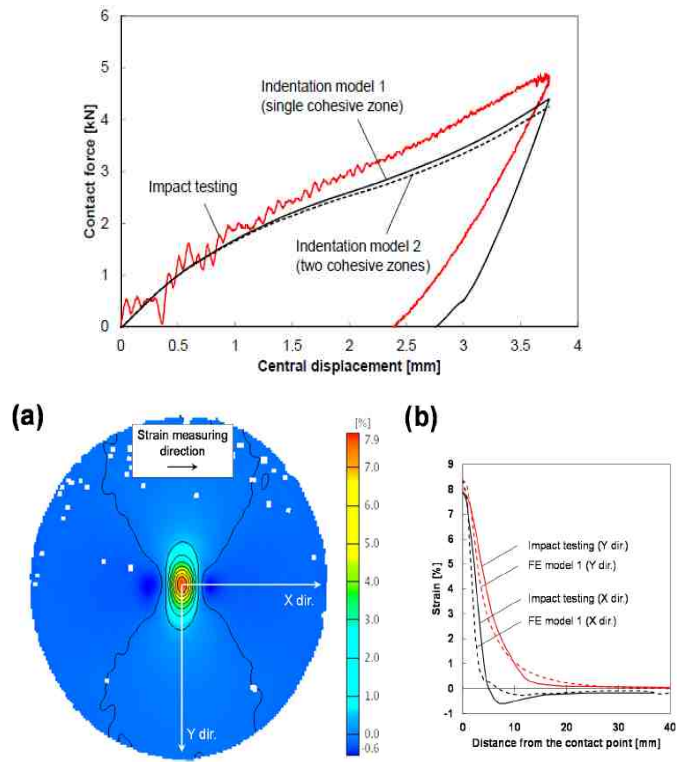 6
5
4
3
2
1
0
Contact force [kN]
Indentation model 1
(single cohesive zone)
Impact testing
Indentation model 2
(two cohesive zones)
0 0.5 1 1.5 2 2.5 3 3.5 4
Central displacement [mm]
(a)
Strain measuring
direction
X dir.
Y dir.
[%]
7.9
7.0
6.0
5.0
4.0
3.0
2.0
1.0
0.0
-0.6
(b)
9
8
7
6
5
4
3
2
1
0
-1
Strain [%]
Impact testing (Y dir.)
FE model 1 (Y dir.)
Impact testing (X dir.)
FE model 1 (X dir.)
0 10 20 30 40
Distance from the contact point [mm]